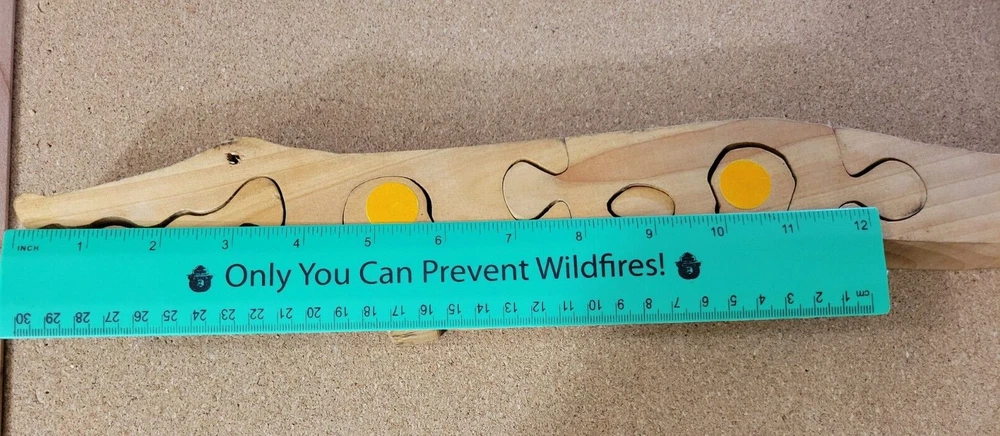 INCH 1 2 3 4 5 6 7 8 9 10 11 12
Only You Can Prevent Wildfires!
30 29 28 27 26 25 24 23 22 21 20 19 18 17 16 15 14 13 12 11 10 9 8 7 6 5 4 3 2 1 cm